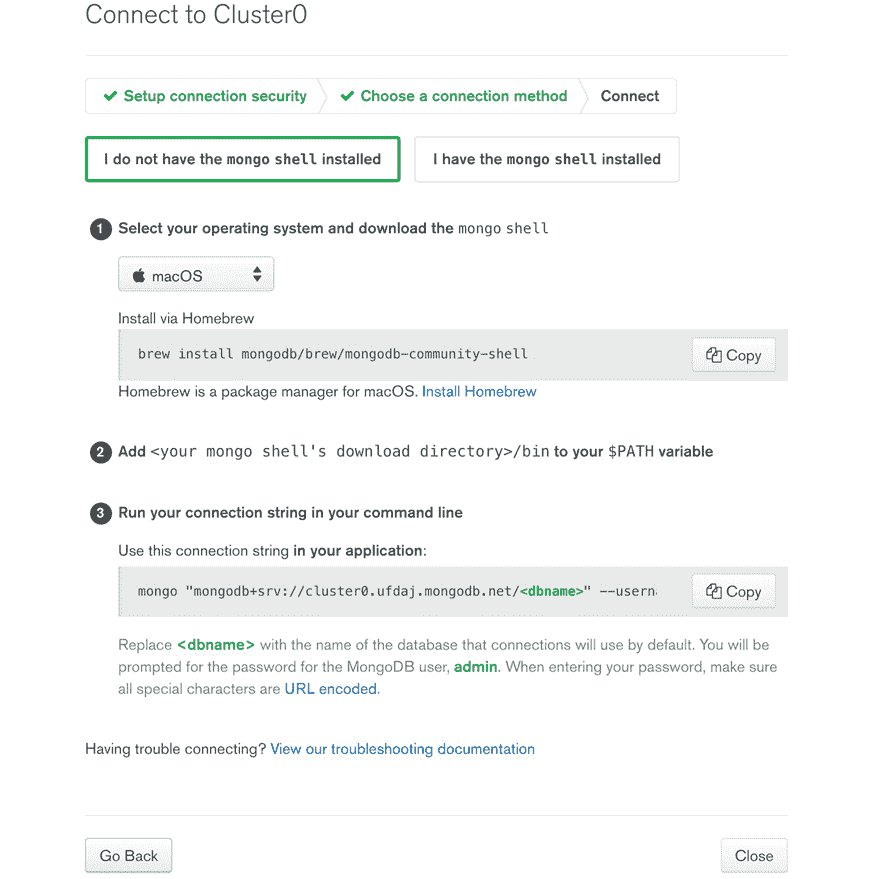 Connect to Cluster0
Setup connection security
Choose a connection method
Connect
I do not have the mongo shell installed
I have the mongo shell installed
1 Select your operating system and download the mongo shell
macOS
Install via Homebrew
brew install mongodb/brew/mongodb-community-shell
Copy
Homebrew is a package manager for macOS. Install Homebrew
2 Add <your mongo shell's download directory>/bin to your $PATH variable
3 Run your connection string in your command line
Use this connection string in your application:
mongo "mongodb+srv://cluster0.ufdaj.mongodb.net/<dbname>" --usern
Copy
Replace <dbname> with the name of the database that connections will use by default. You will be
prompted for the password for the MongoDB user, admin. When entering your password, make sure
all special characters are URL encoded.
Having trouble connecting? View our troubleshooting documentation
Go Back
Close